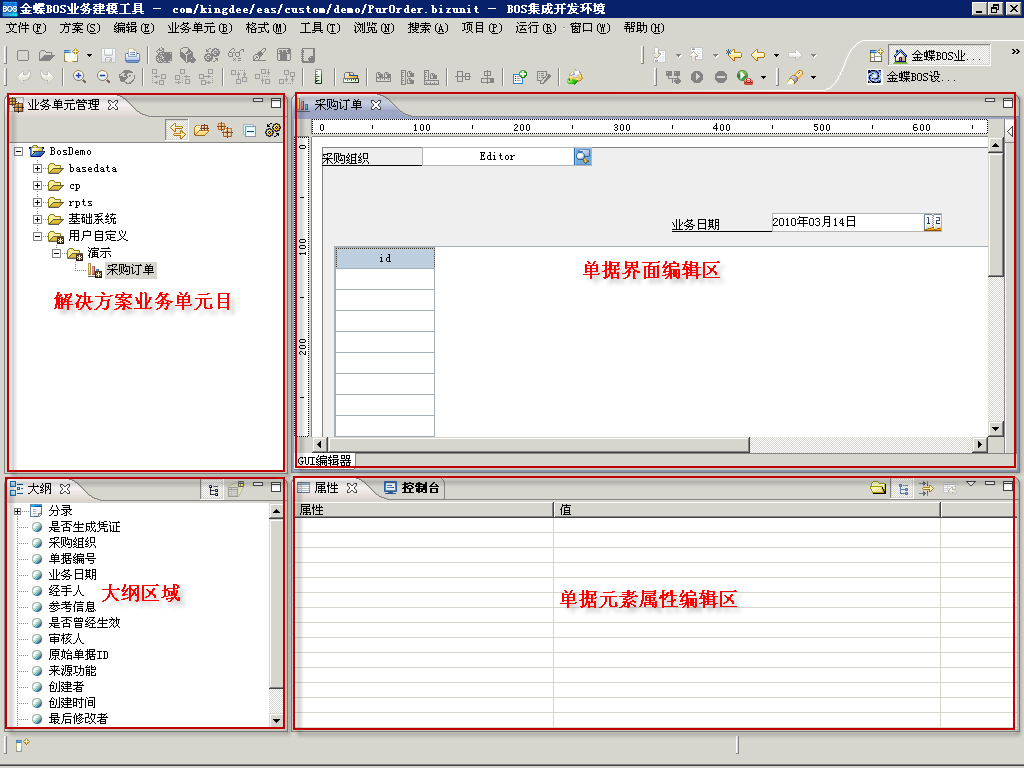 BOS 金蝶BOS业务建模工具 － com/kingdee/eas/custom/demo/PurOrder.bizunit － BOS集成开发环境
文件(F) 方案(S) 编辑(E) 业务单元(B) 格式(M) 工具(T) 浏览(N) 搜索(A) 项目(P) 运行(R) 窗口(W) 帮助(H)
金蝶BOS业...
金蝶BOS设...
业务单元管理
BosDemo
basedata
cp
rpts
基础系统
用户自定义
演示
采购订单
解决方案业务单元目
采购订单
0 100 200 300 400 500 600
0
100
200
采购组织 Editor
业务日期 2010年03月14日
id
单据界面编辑区
GUI编辑器
大纲
分录
是否生成凭证
采购组织
单据编号
业务日期
经手人
参考信息
是否曾经生效
审核人
原始单据ID
来源功能
创建者
创建时间
最后修改者
大纲区域
属性 控制台
属性 值
单据元素属性编辑区